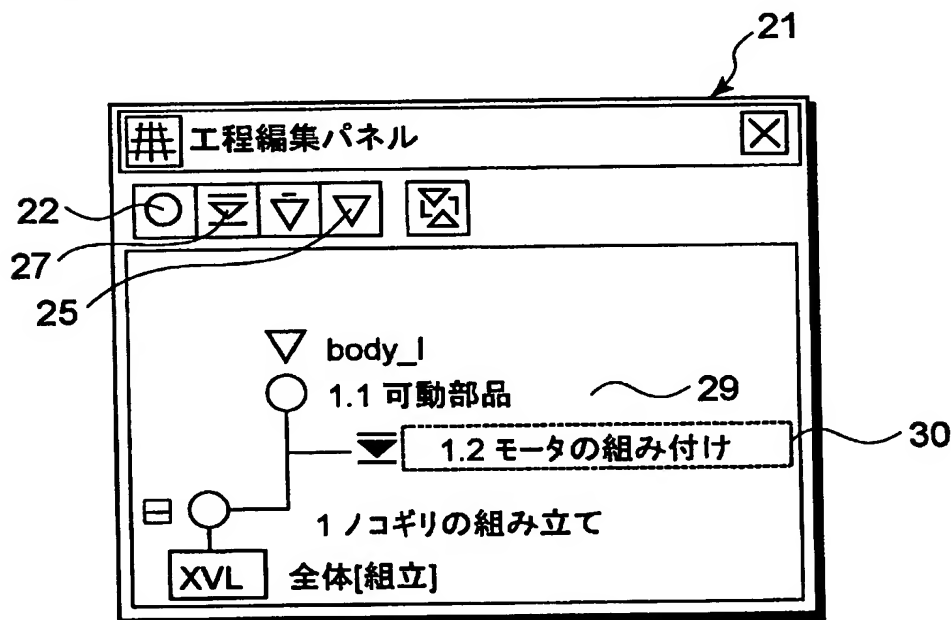 21
工程編集パネル
22
27
25
body_l
1.1 可動部品
29
1.2 モータの組み付け
30
1 ノコギリの組み立て
XVL 全体[組立]